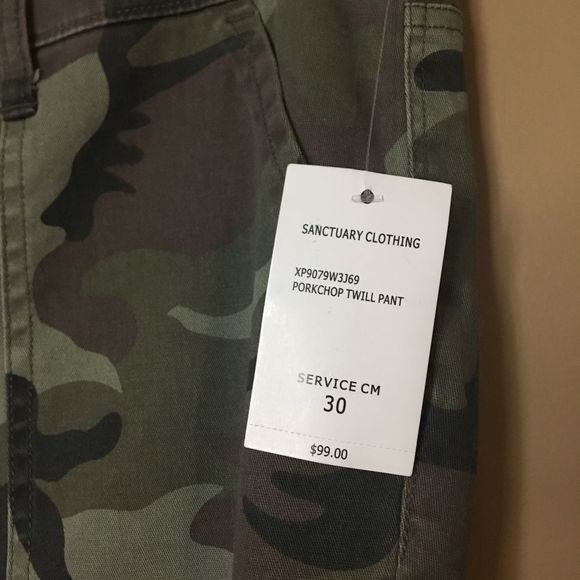 SANCTUARY CLOTHING
XP9079W3J69
PORKCHOP TWILL PANT
SERVICE CM
30
$99.00